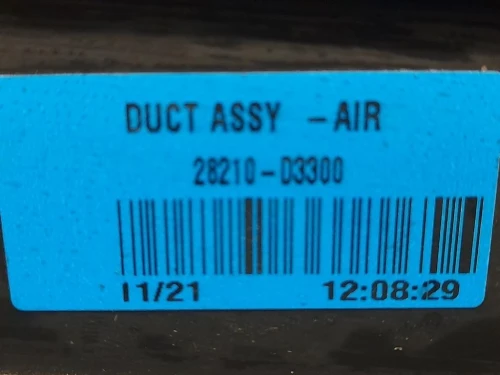 DUCT ASSY -AIR
28210-D3300
11/21 12:08:29